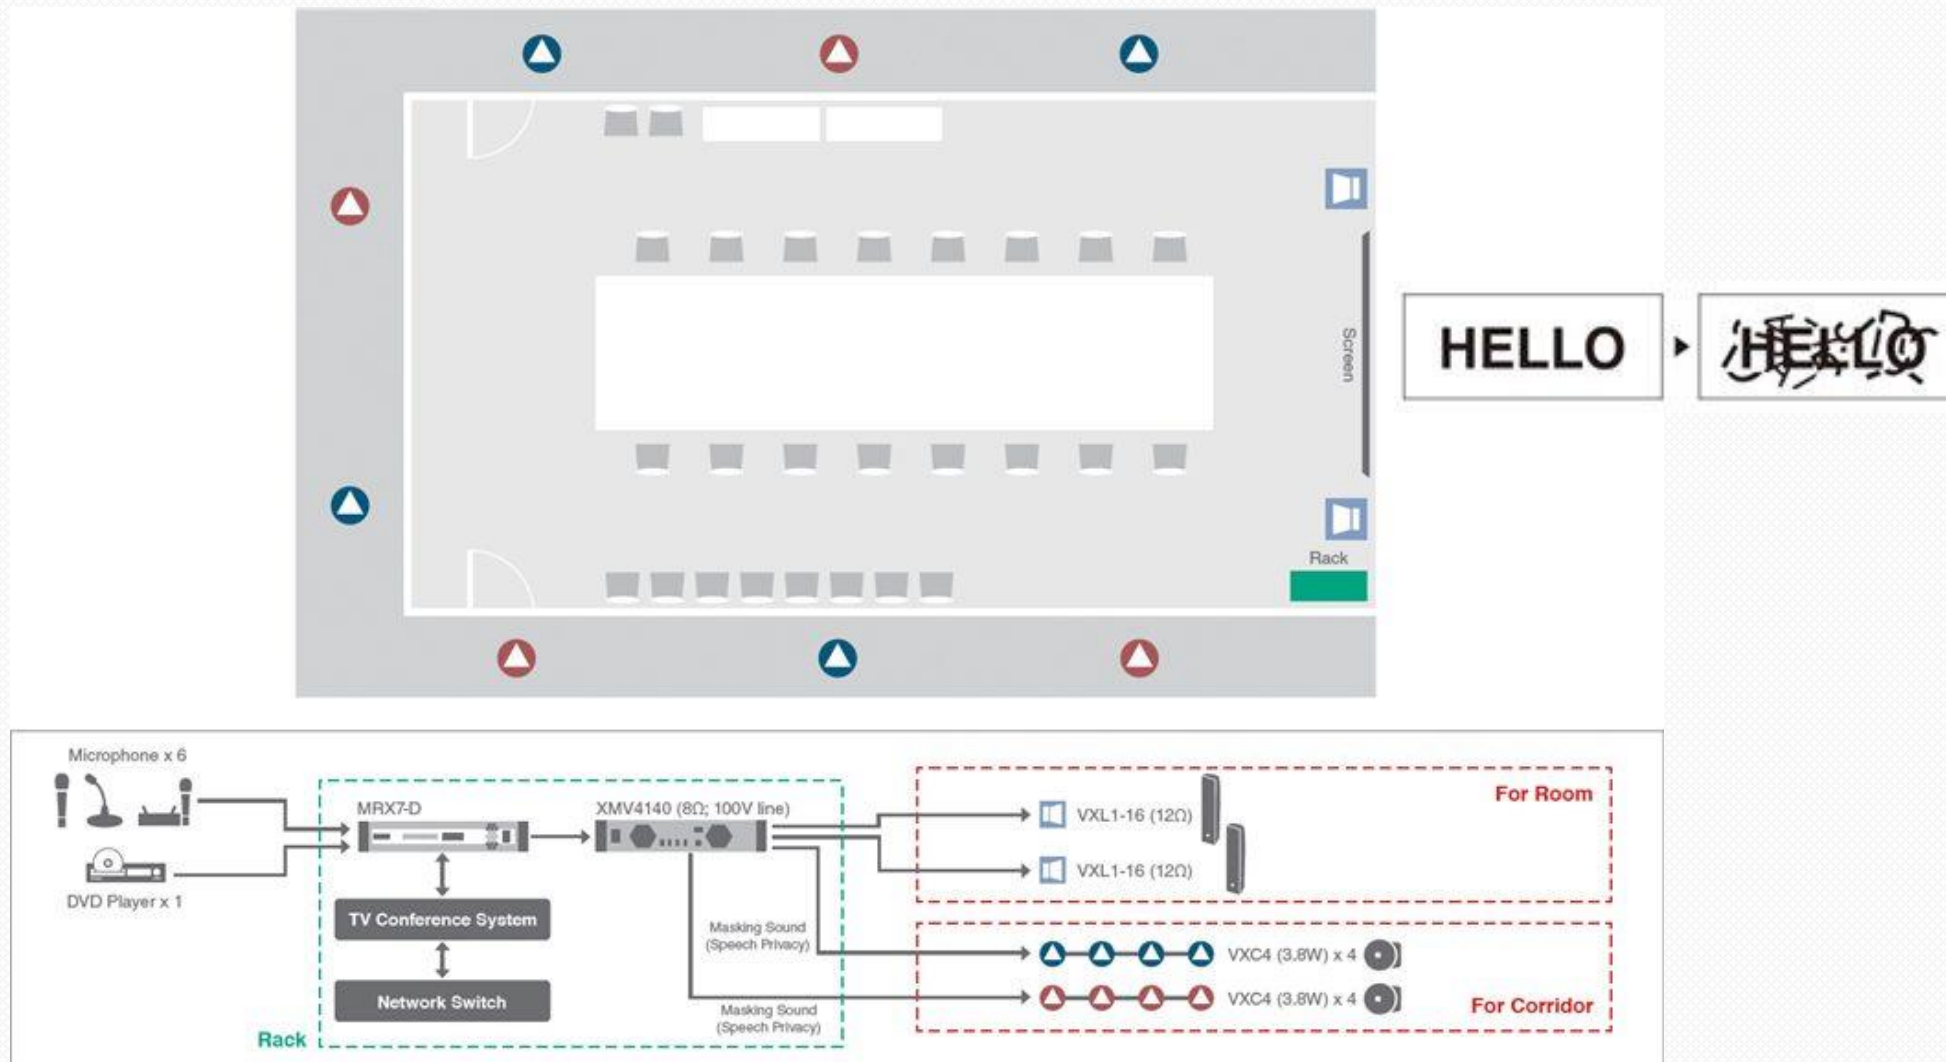 Screen
HELLO
HELLO
Rack
Microphone x 6
DVD Player x 1
MRX7-D
XMV4140 (8Ω; 100V line)
TV Conference System
Network Switch
Rack
Masking Sound
(Speech Privacy)
Masking Sound
(Speech Privacy)
For Room
VXL1-16 (12Ω)
VXL1-16 (12Ω)
VXC4 (3.8W) x 4
VXC4 (3.8W) x 4
For Corridor